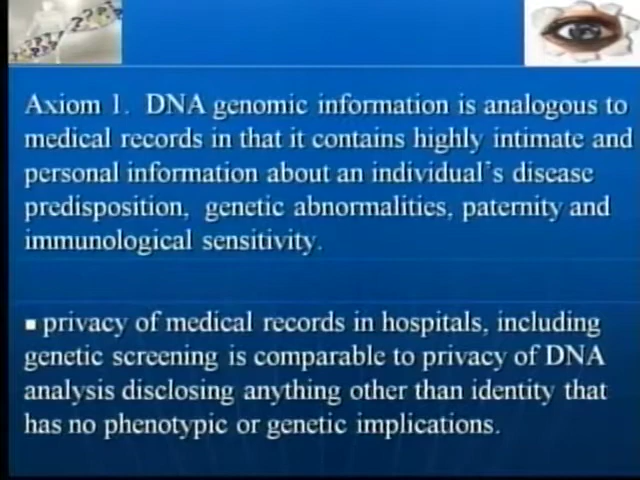 Axiom 1. DNA genomic information is analogous to
medical records in that it contains highly intimate and
personal information about an individual's disease
predisposition, genetic abnormalities, paternity and
immunological sensitivity.
▪ privacy of medical records in hospitals, including
genetic screening is comparable to privacy of DNA
analysis disclosing anything other than identity that
has no phenotypic or genetic implications.